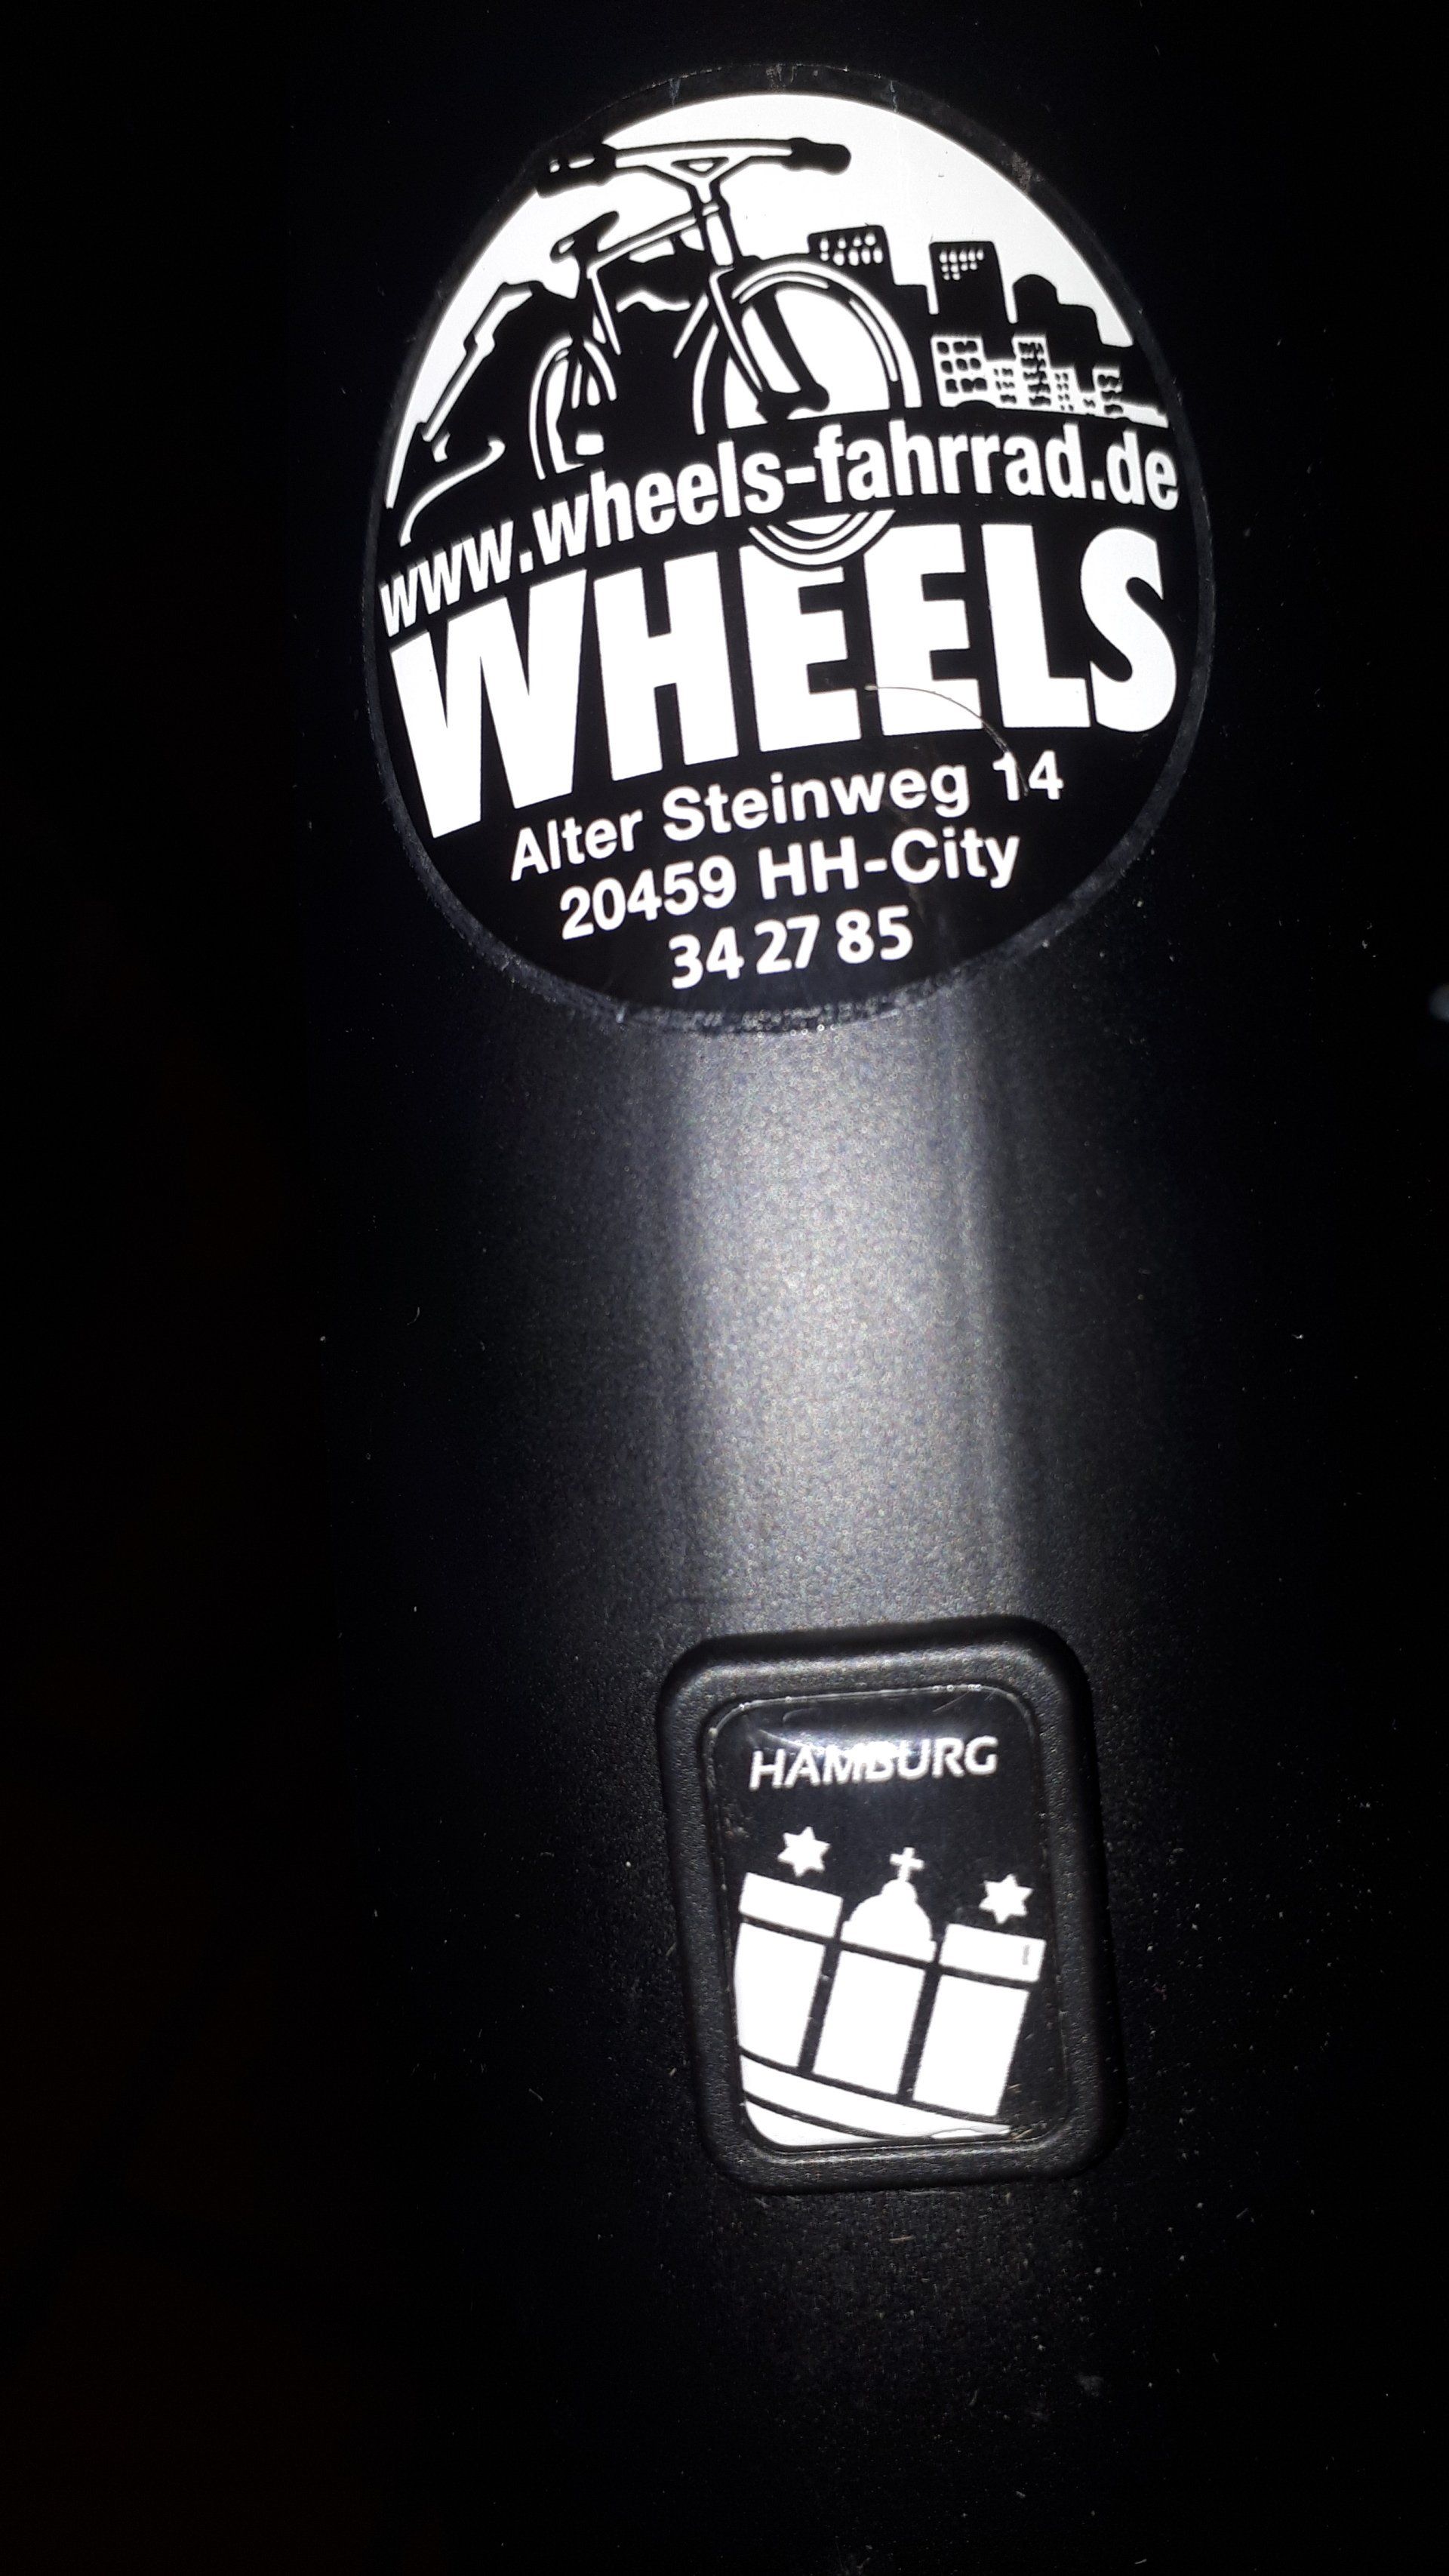 www.wheels-fahrrad.de
WHEELS
Alter Steinweg 14
20459 HH-City
34 27 85
HAMBURG